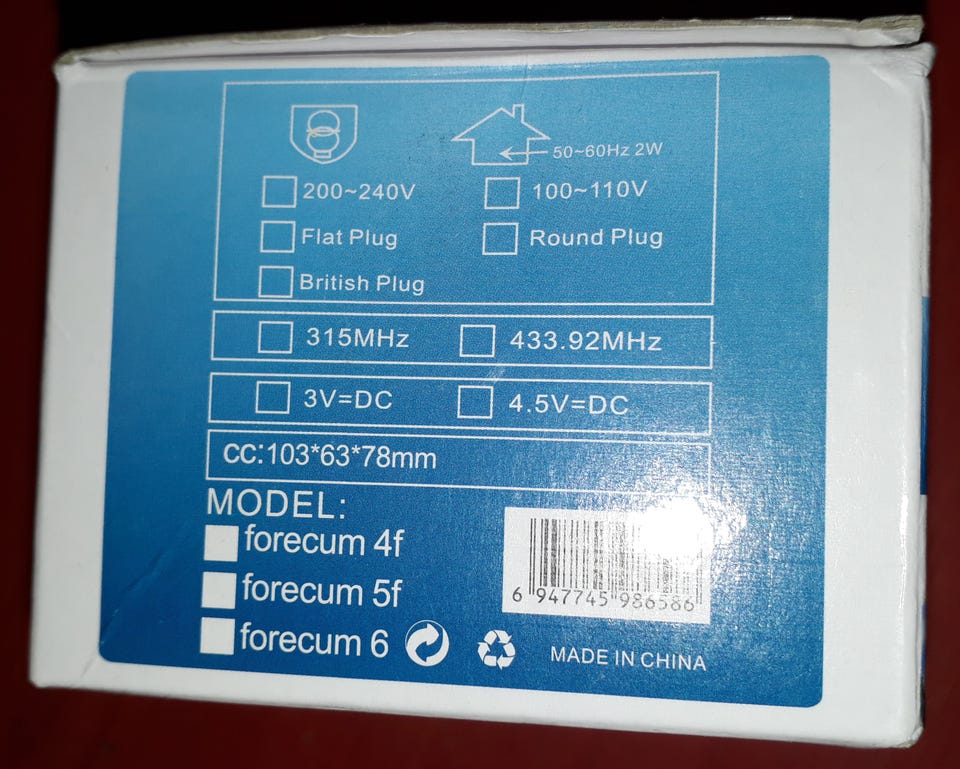 50~60Hz 2W
200~240V 100~110V
Flat Plug Round Plug
British Plug
315MHz 433.92MHz
3V=DC 4.5V=DC
CC:103*63*78mm
MODEL:
forecum 4f
forecum 5f
forecum 6
6 947745 986586
MADE IN CHINA